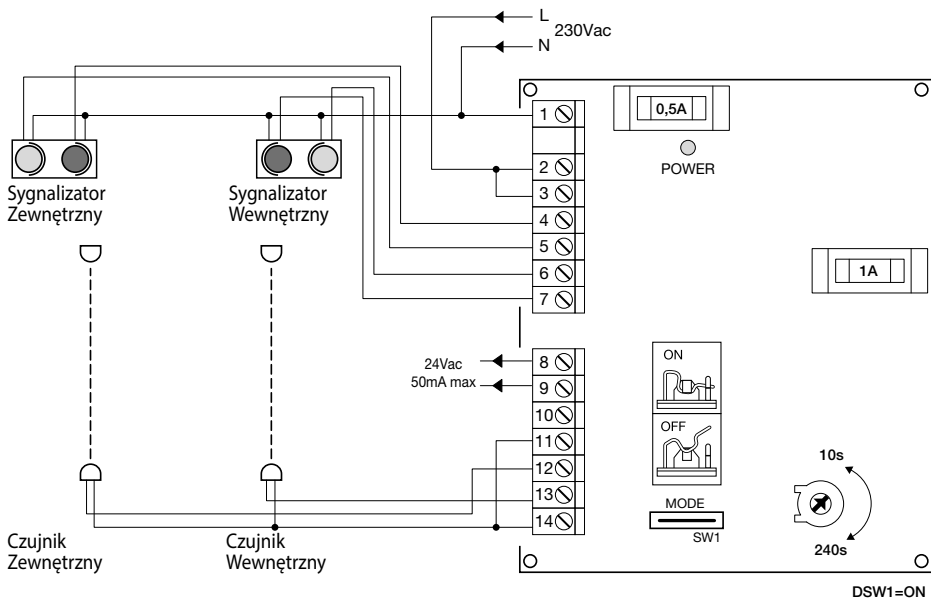 L
230Vac
N
0,5A
POWER
1
2
3
4
5
6
7
Sygnalizator
Zewnętrzny
Sygnalizator
Wewnętrzny
1A
24Vac
50mA max
8
9
10
11
12
13
14
ON
OFF
MODE
SW1
10s
240s
Czujnik
Zewnętrzny
Czujnik
Wewnętrzny
DSW1=ON